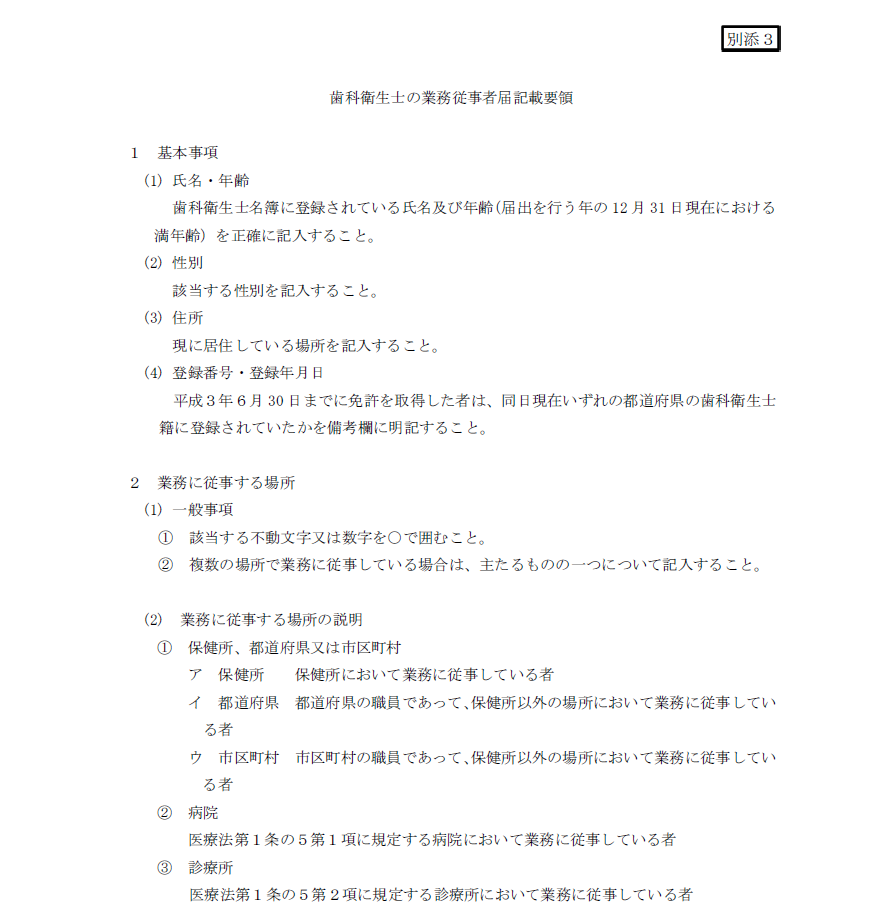 別添３
歯科衛生士の業務従事者届記載要領
１　基本事項
(1) 氏名・年齢
歯科衛生士名簿に登録されている氏名及び年齢(届出を行う年の 12 月 31 日現在における
満年齢）を正確に記入すること。
(2) 性別
該当する性別を記入すること。
(3) 住所
現に居住している場所を記入すること。
(4) 登録番号・登録年月日
平成３年６月 30 日までに免許を取得した者は、同日現在いずれの都道府県の歯科衛生士
籍に登録されていたかを備考欄に明記すること。
２　業務に従事する場所
(1) 一般事項
①　該当する不動文字又は数字を〇で囲むこと。
②　複数の場所で業務に従事している場合は、主たるものの一つについて記入すること。
(2)　業務に従事する場所の説明
①　保健所、都道府県又は市区町村
ア　保健所　　保健所において業務に従事している者
イ　都道府県　都道府県の職員であって、保健所以外の場所において業務に従事してい
る者
ウ　市区町村　市区町村の職員であって、保健所以外の場所において業務に従事してい
る者
②　病院
医療法第１条の５第１項に規定する病院において業務に従事している者
③　診療所
医療法第１条の５第２項に規定する診療所において業務に従事している者